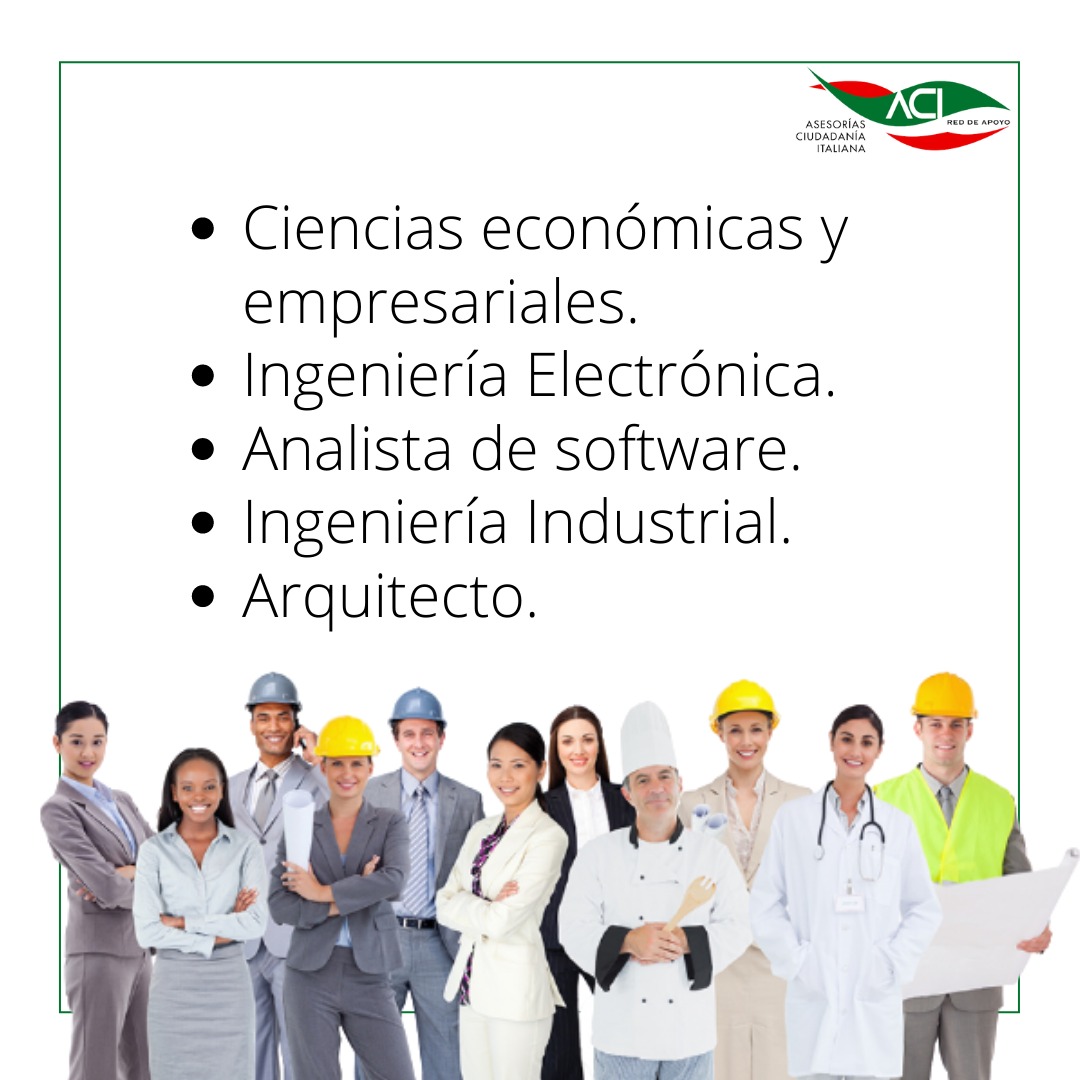 ACI
RED DE APOYO
ASESORÍAS
CIUDADANÍA
ITALIANA
• Ciencias económicas y
empresariales.
• Ingeniería Electrónica.
• Analista de software.
• Ingeniería Industrial.
• Arquitecto.